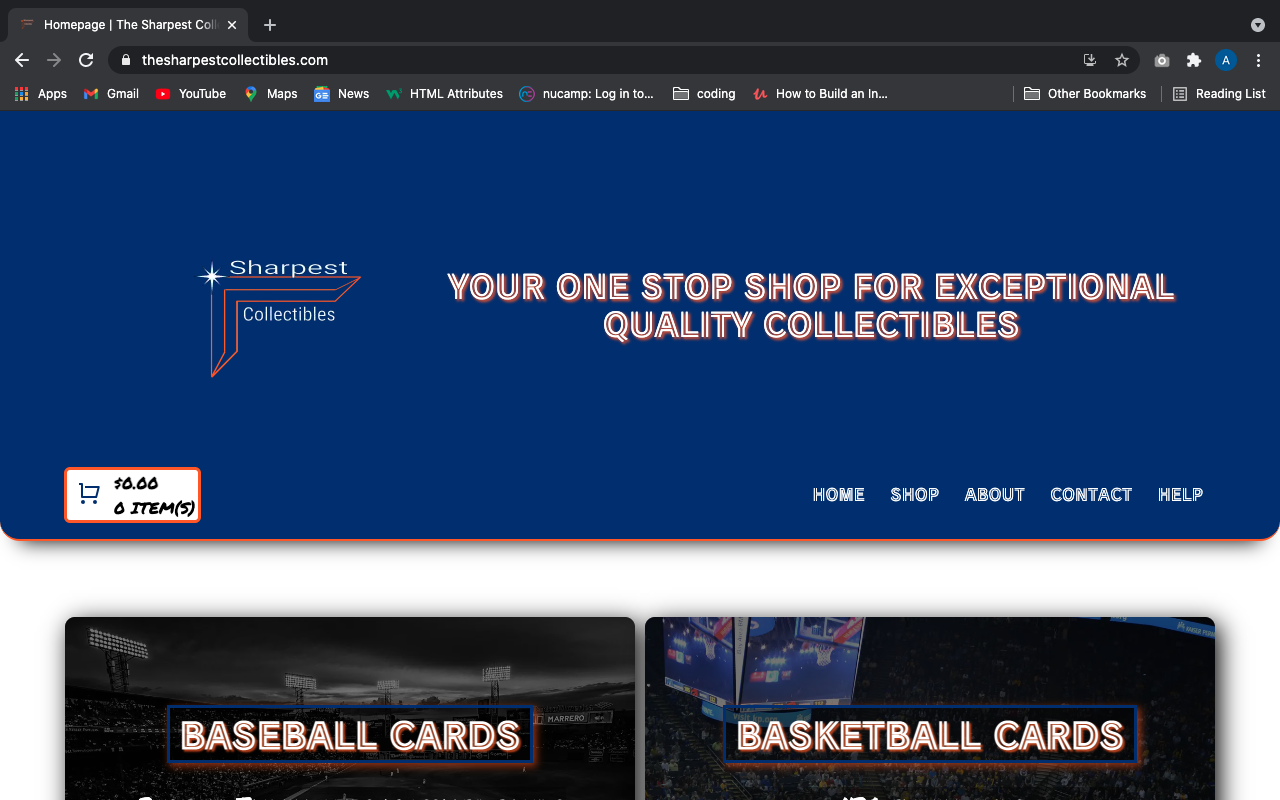 Homepage | The Sharpest Coll
thesharpestcollectibles.com
A
Apps
Gmail
YouTube
Maps
News
HTML Attributes
nucamp: Log in to...
coding
How to Build an In...
Other Bookmarks
Reading List
Sharpest
Collectibles
YOUR ONE STOP SHOP FOR EXCEPTIONAL
QUALITY COLLECTIBLES
$0.00
0 ITEM(S)
HOME
SHOP
ABOUT
CONTACT
HELP
MARRERO
BASEBALL CARDS
BASKETBALL CARDS